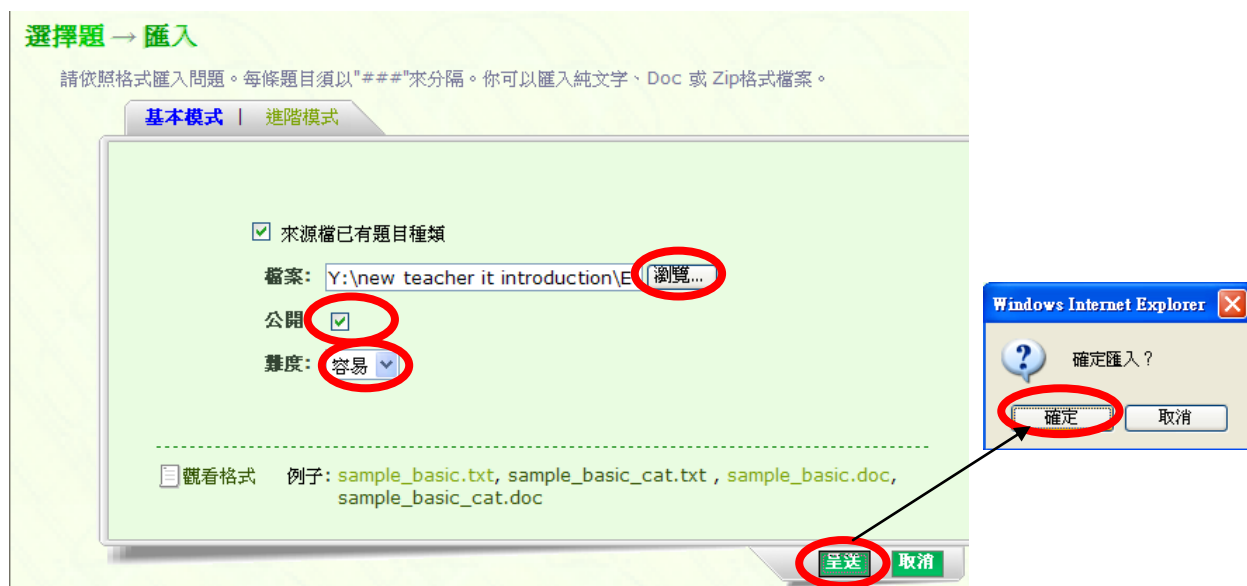 選擇題 → 匯入
請依照格式匯入問題。每條題目須以"###"來分隔。你可以匯入純文字、Doc 或 Zip格式檔案。
基本模式 | 進階模式
來源檔已有題目種類
檔案: Y:\new teacher it introduction\E 瀏覽...
公開
難度: 容易
觀看格式 例子: sample_basic.txt, sample_basic_cat.txt , sample_basic.doc,
sample_basic_cat.doc
呈送 取消
Windows Internet Explorer
確定匯入？
確定 取消